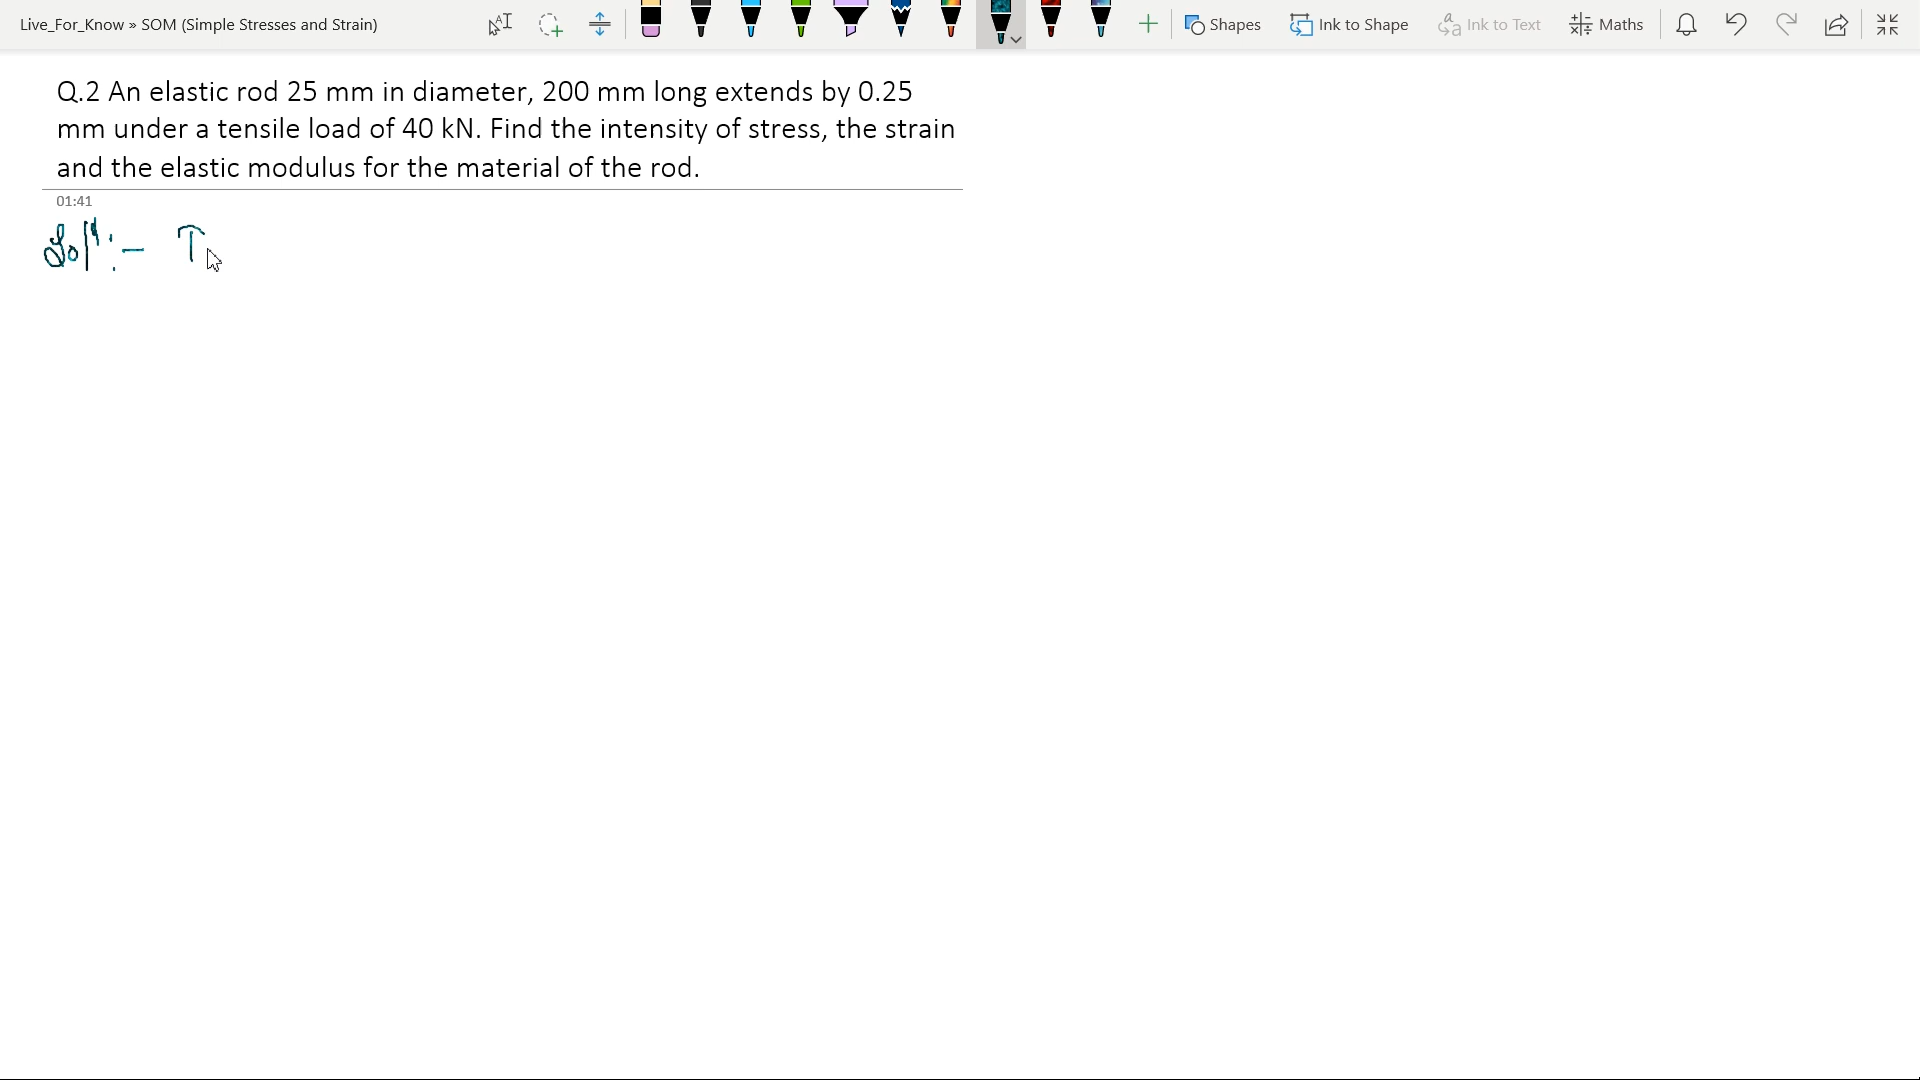 Live_For_Know » SOM (Simple Stresses and Strain)
Shapes
Ink to Shape
Ink to Text
Maths
Q.2 An elastic rod 25 mm in diameter, 200 mm long extends by 0.25
mm under a tensile load of 40 kN. Find the intensity of stress, the strain
and the elastic modulus for the material of the rod.
01:41
Solⁿ:- T